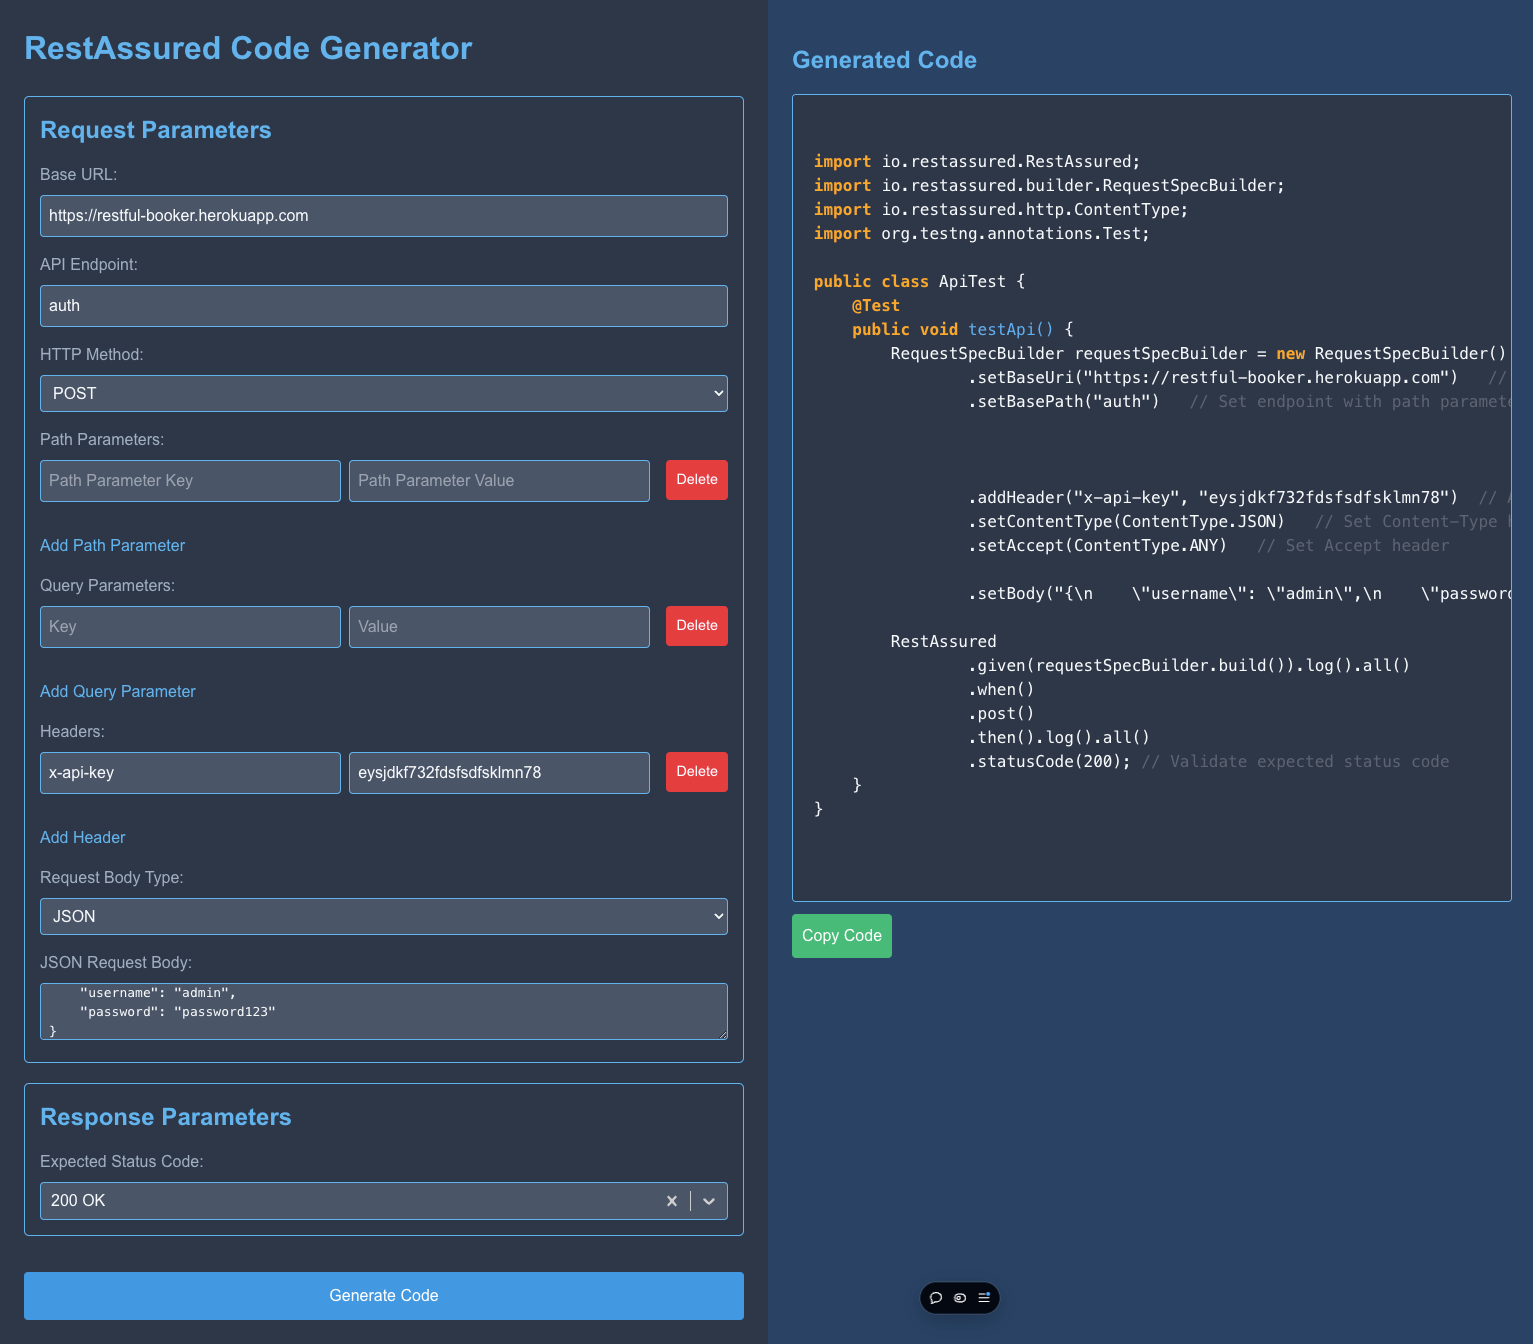 RestAssured Code Generator
Request Parameters
Base URL:
https://restful-booker.herokuapp.com
API Endpoint:
auth
HTTP Method:
POST
Path Parameters:
Path Parameter Key
Path Parameter Value
Delete
Add Path Parameter
Query Parameters:
Key
Value
Delete
Add Query Parameter
Headers:
x-api-key
eysjdkf732fdsfsdfsklmn78
Delete
Add Header
Request Body Type:
JSON
JSON Request Body:
    "username": "admin",
    "password": "password123"
}
Response Parameters
Expected Status Code:
200 OK
Generate Code
Generated Code
import io.restassured.RestAssured;
import io.restassured.builder.RequestSpecBuilder;
import io.restassured.http.ContentType;
import org.testng.annotations.Test;
public class ApiTest {
    @Test
    public void testApi() {
        RequestSpecBuilder requestSpecBuilder = new RequestSpecBuilder()
                .setBaseUri("https://restful-booker.herokuapp.com")   //
                .setBasePath("auth")   // Set endpoint with path paramete
                .addHeader("x-api-key", "eysjdkf732fdsfsdfsklmn78")  //
                .setContentType(ContentType.JSON)   // Set Content-Type
                .setAccept(ContentType.ANY)   // Set Accept header
                .setBody("{\n    \"username\": \"admin\",\n    \"password
        RestAssured
                .given(requestSpecBuilder.build()).log().all()
                .when()
                .post()
                .then().log().all()
                .statusCode(200); // Validate expected status code
    }
}
Copy Code